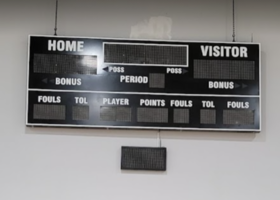 HOME VISITOR
POSS POSS
BONUS PERIOD BONUS
FOULS TOL PLAYER POINTS FOULS TOL FOULS